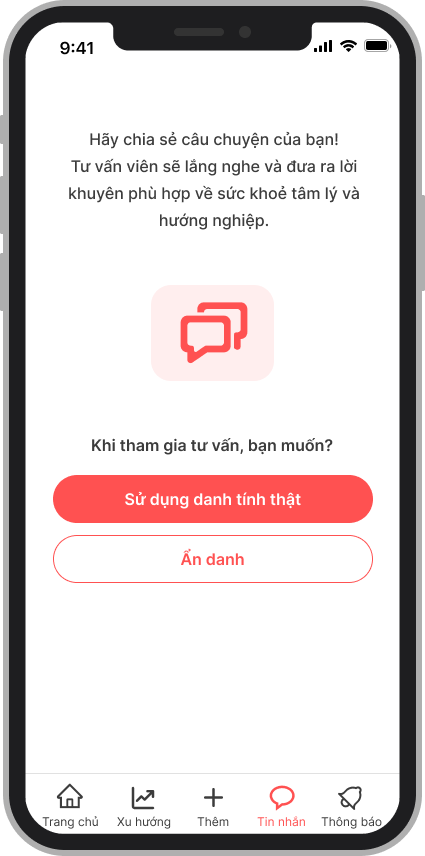 9:41
Hãy chia sẻ câu chuyện của bạn!
Tư vấn viên sẽ lắng nghe và đưa ra lời
khuyên phù hợp về sức khoẻ tâm lý và
hướng nghiệp.
Khi tham gia tư vấn, bạn muốn?
Sử dụng danh tính thật
Ẩn danh
Trang chủ
Xu hướng
Thêm
Tin nhắn
Thông báo